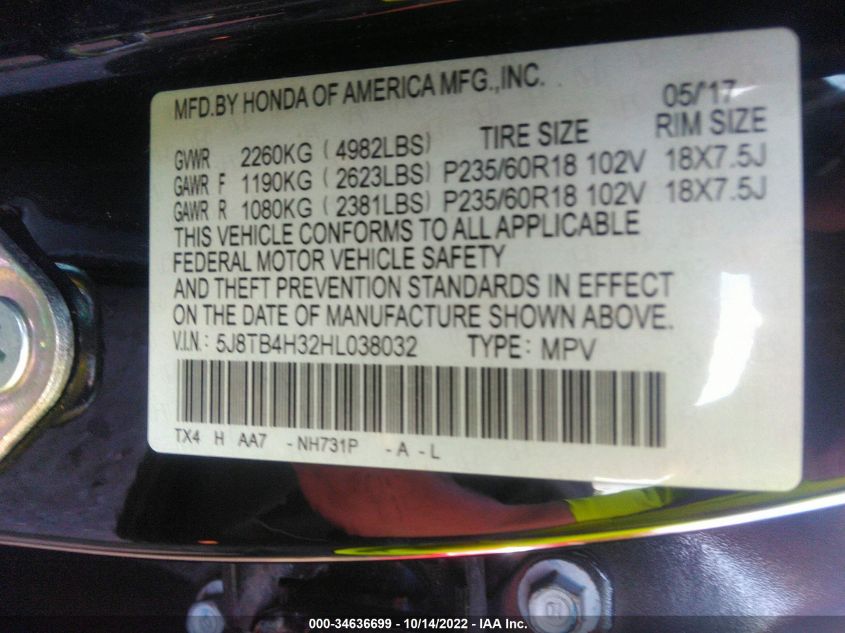 MFD.BY HONDA OF AMERICA MFG.,INC. 05/'17
TIRE SIZE RIM SIZE
GVWR 2260KG ( 4982LBS)
GAWR F 1190KG ( 2623LBS) P235/60R18 102V 18X7.5J
GAWR R 1080KG ( 2381LBS) P235/60R18 102V 18X7.5J
THIS VEHICLE CONFORMS TO ALL APPLICABLE
FEDERAL MOTOR VEHICLE SAFETY
AND THEFT PREVENTION STANDARDS IN EFFECT
ON THE DATE OF MANUFACTURE SHOWN ABOVE.
V.I.N.: 5J8TB4H32HL038032 TYPE: MPV
TX4 H AA7 -NH731P -A -L
000-34636699 - 10/14/2022 - IAA Inc.